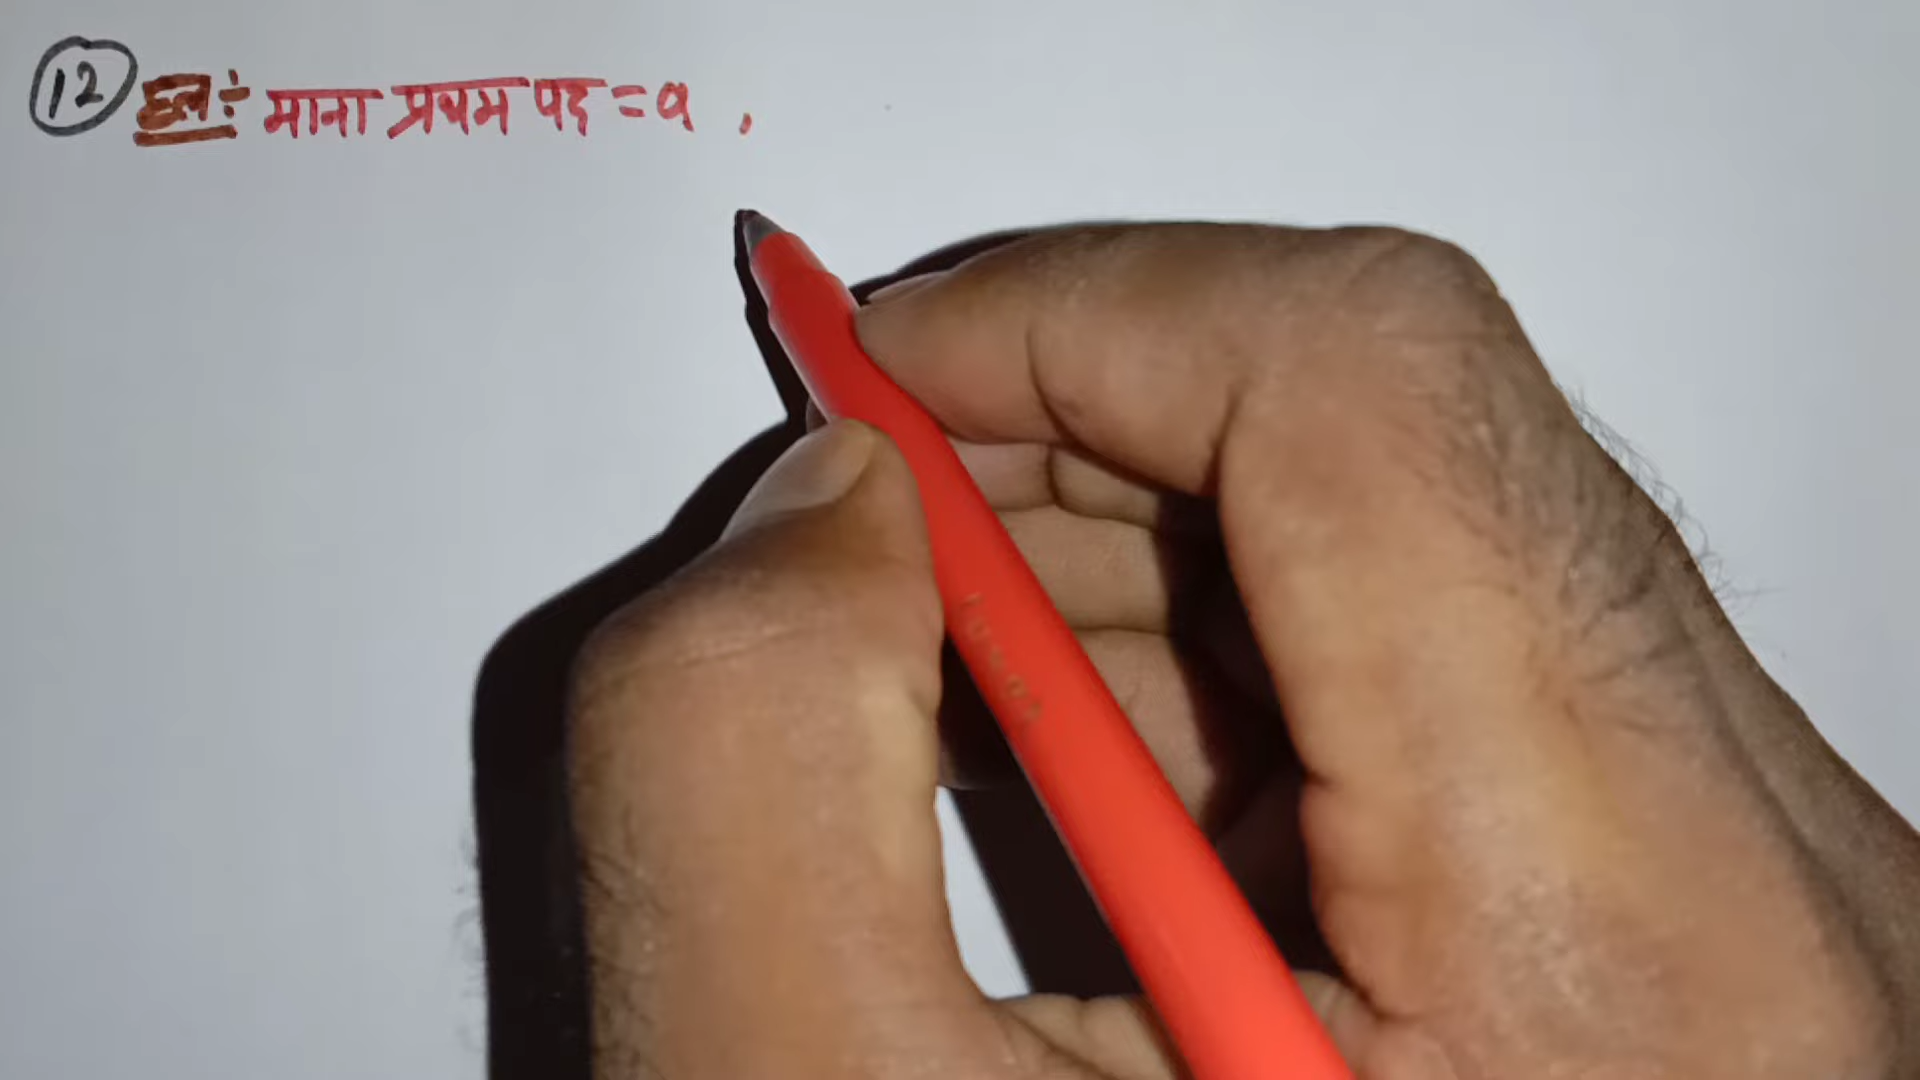 12 हल ÷ माना प्रथम पद = a ,